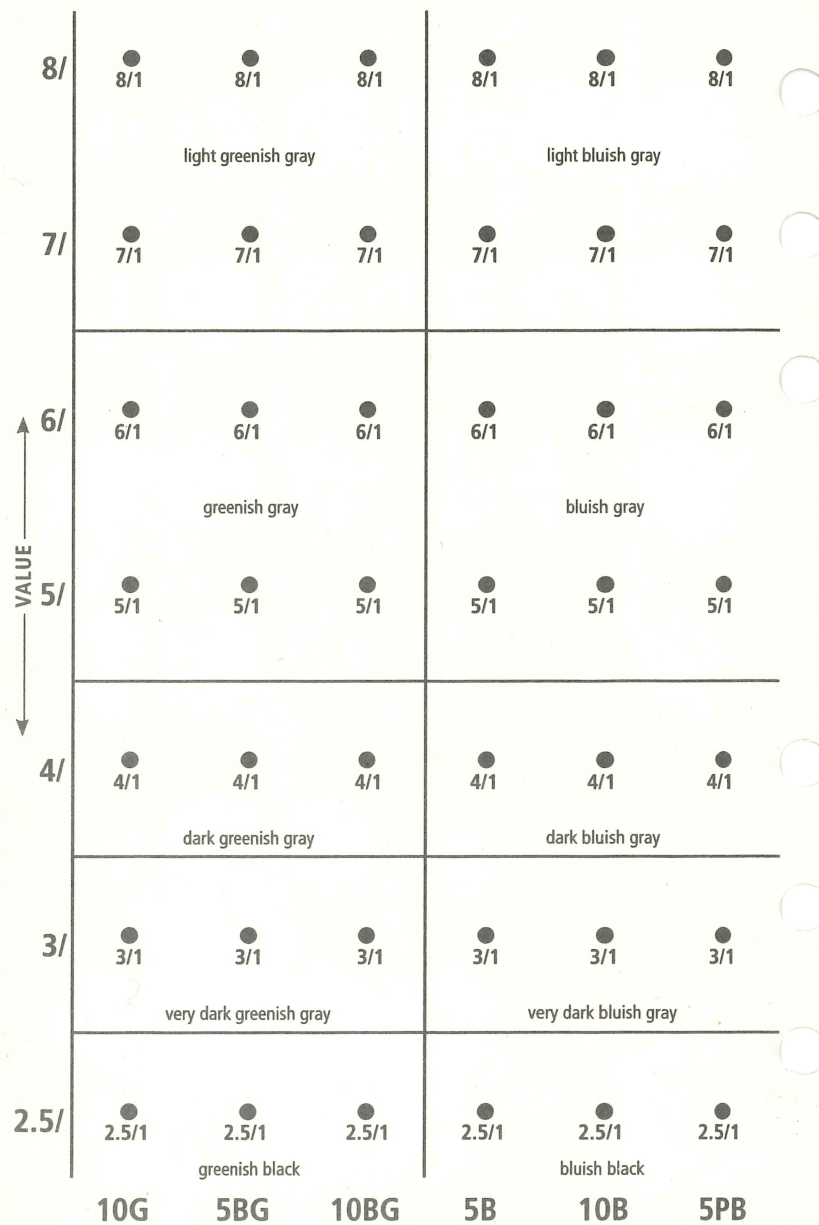 8/
8/1 8/1 8/1 8/1 8/1 8/1
light greenish gray light bluish gray
7/
7/1 7/1 7/1 7/1 7/1 7/1
6/
6/1 6/1 6/1 6/1 6/1 6/1
greenish gray bluish gray
VALUE
5/
5/1 5/1 5/1 5/1 5/1 5/1
4/
4/1 4/1 4/1 4/1 4/1 4/1
dark greenish gray dark bluish gray
3/
3/1 3/1 3/1 3/1 3/1 3/1
very dark greenish gray very dark bluish gray
2.5/
2.5/1 2.5/1 2.5/1 2.5/1 2.5/1 2.5/1
greenish black bluish black
10G 5BG 10BG 5B 10B 5PB